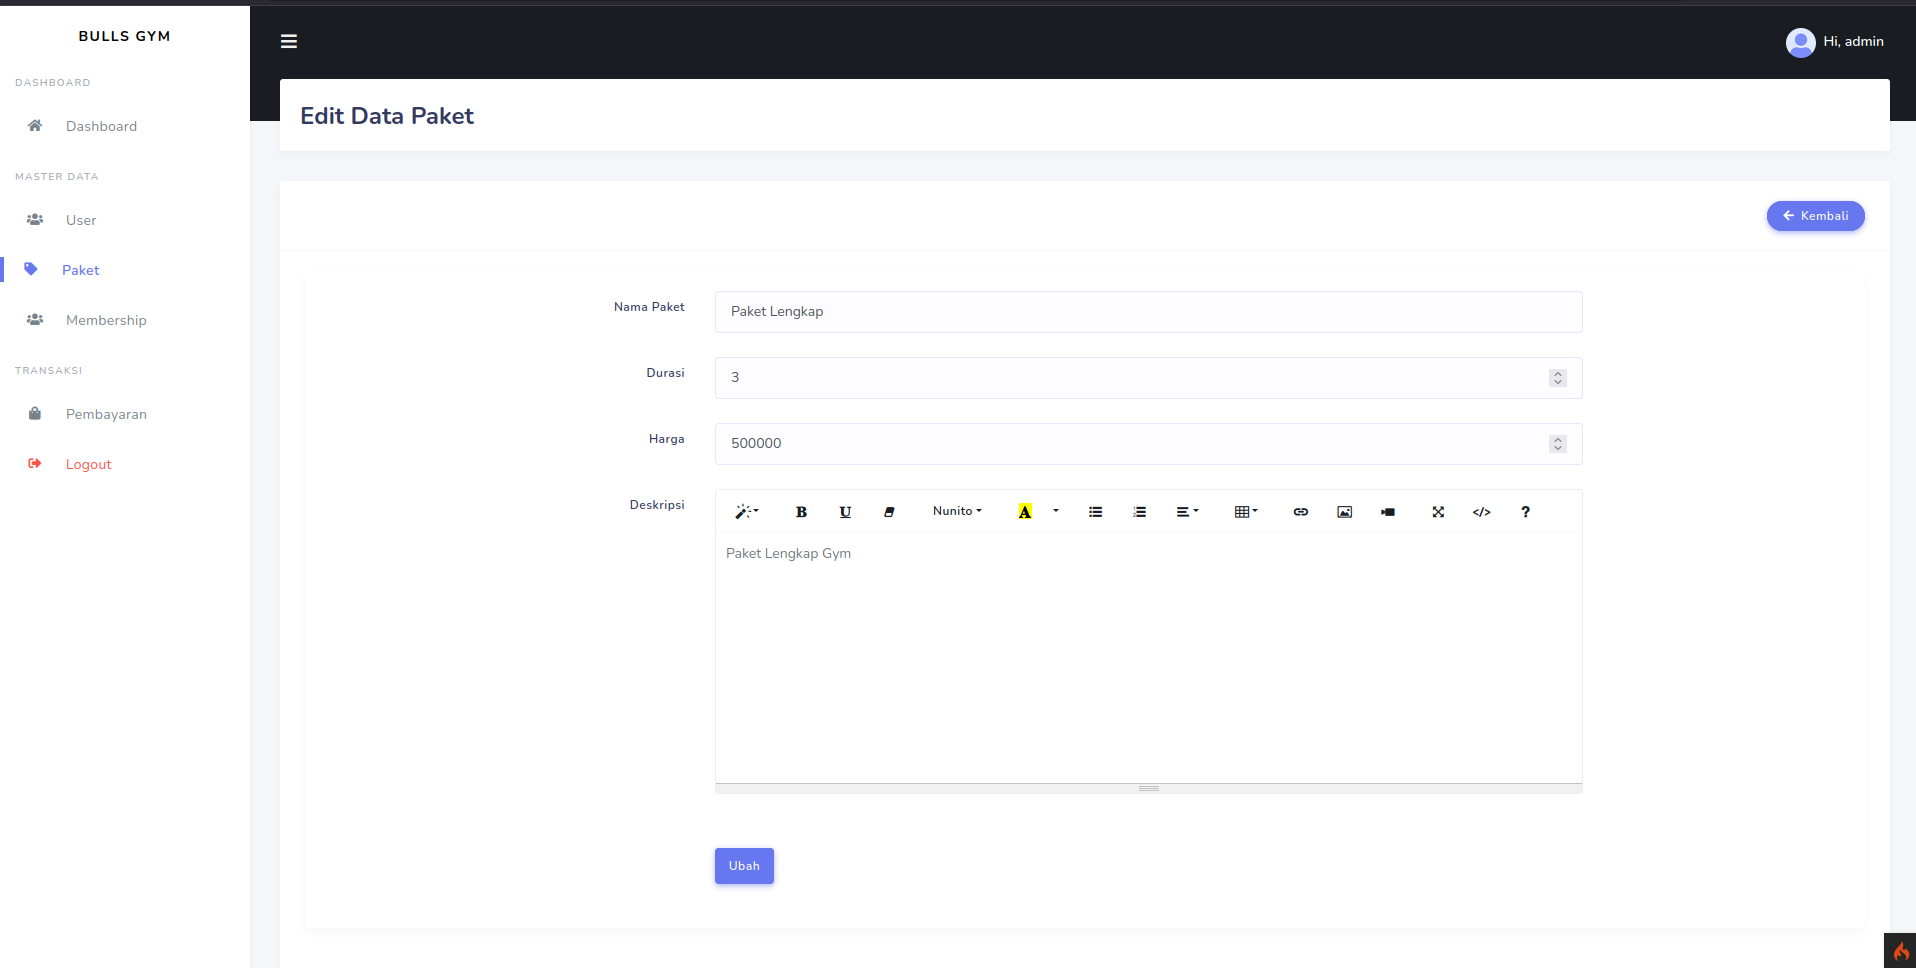 BULLS GYM
DASHBOARD
Dashboard
MASTER DATA
User
Paket
Membership
TRANSAKSI
Pembayaran
Logout
Hi, admin
Edit Data Paket
Kembali
Nama Paket
Paket Lengkap
Durasi
3
Harga
500000
Deskripsi
B U Nunito A </> ?
Paket Lengkap Gym
Ubah